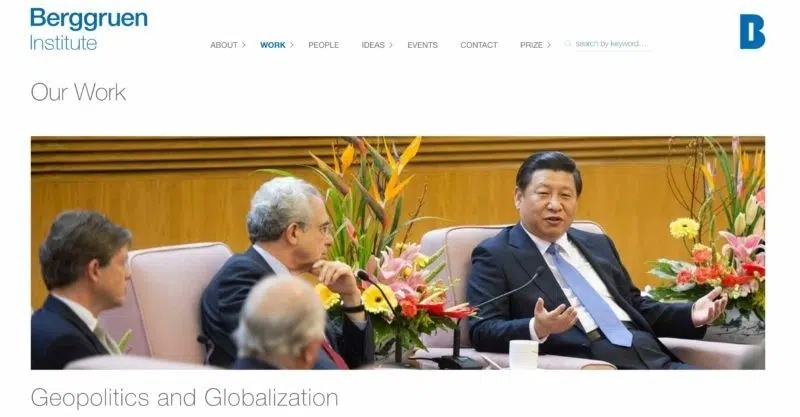 Berggruen
Institute
ABOUT WORK PEOPLE IDEAS EVENTS CONTACT PRIZE search by keyword....
B
Our Work
Geopolitics and Globalization